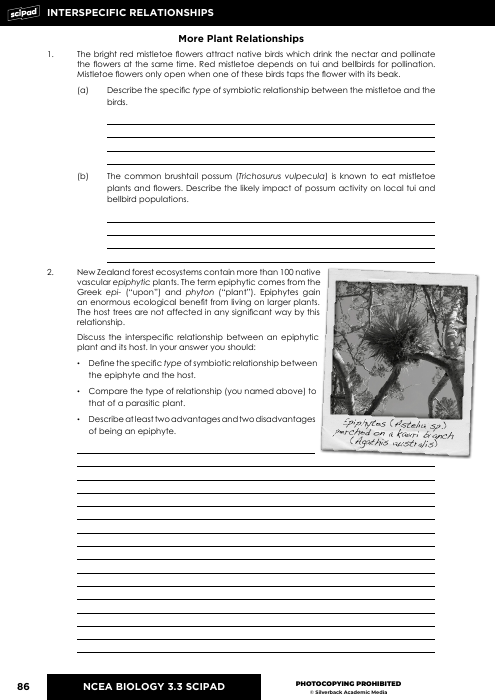 scipad INTERSPECIFIC RELATIONSHIPS
More Plant Relationships
1. The bright red mistletoe flowers attract native birds which drink the nectar and pollinate
the flowers at the same time. Red mistletoe depends on tui and bellbirds for pollination.
Mistletoe flowers only open when one of these birds taps the flower with its beak.
(a) Describe the specific type of symbiotic relationship between the mistletoe and the
birds.
(b) The common brushtail possum (Trichosurus vulpecula) is known to eat mistletoe
plants and flowers. Describe the likely impact of possum activity on local tui and
bellbird populations.
2. New Zealand forest ecosystems contain more than 100 native
vascular epiphytic plants. The term epiphytic comes from the
Greek epi- (“upon”) and phyton (“plant”). Epiphytes gain
an enormous ecological benefit from living on larger plants.
The host trees are not affected in any significant way by this
relationship.
Discuss the interspecific relationship between an epiphytic
plant and its host. In your answer you should:
• Define the specific type of symbiotic relationship between
the epiphyte and the host.
• Compare the type of relationship (you named above) to
that of a parasitic plant.
• Describe at least two advantages and two disadvantages
of being an epiphyte.
Epiphytes (Astelia sp.)
perched on a kauri branch
(Agathis australis)
86 NCEA BIOLOGY 3.3 SCIPAD
PHOTOCOPYING PROHIBITED
© Silverback Academic Media